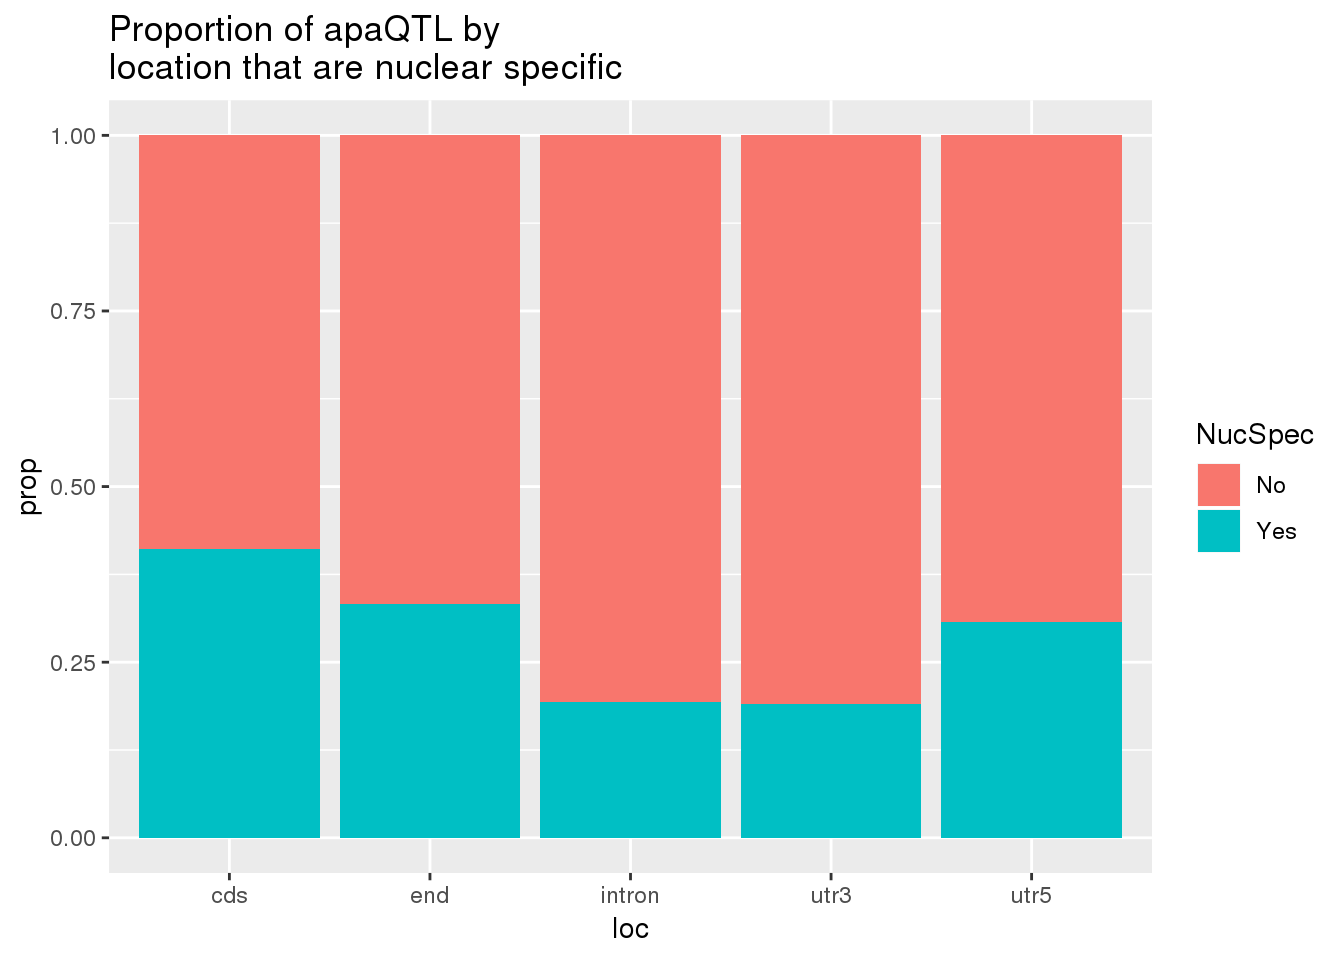 Proportion of apaQTL by
location that are nuclear specific
1.00
0.75
0.50
0.25
0.00
prop
cds end intron utr3 utr5
loc
NucSpec
No
Yes